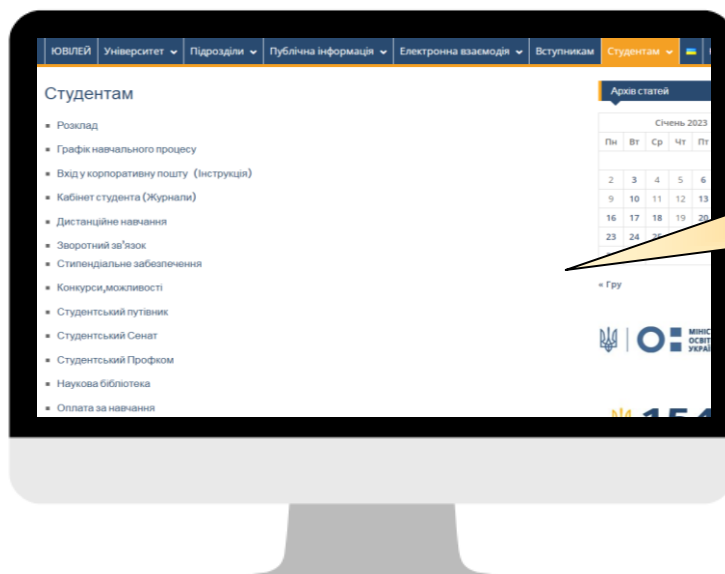 ЮВІЛЕЙ Університет Підрозділи Публічна інформація Електронна взаємодія Вступникам Студентам
Студентам
Розклад
Графік навчального процесу
Вхід у корпоративну пошту (Інструкція)
Кабінет студента (Журнали)
Дистанційне навчання
Зворотний зв'язок
Стипендіальне забезпечення
Конкурси,можливості
Студентський путівник
Студентський Сенат
Студентський Профком
Наукова бібліотека
Оплата за навчання
Архів статей
Січень 2023
Пн Вт Ср Чт Пт
2 3 4 5 6
9 10 11 12 13
16 17 18 19 20
23 24 25
« Гру